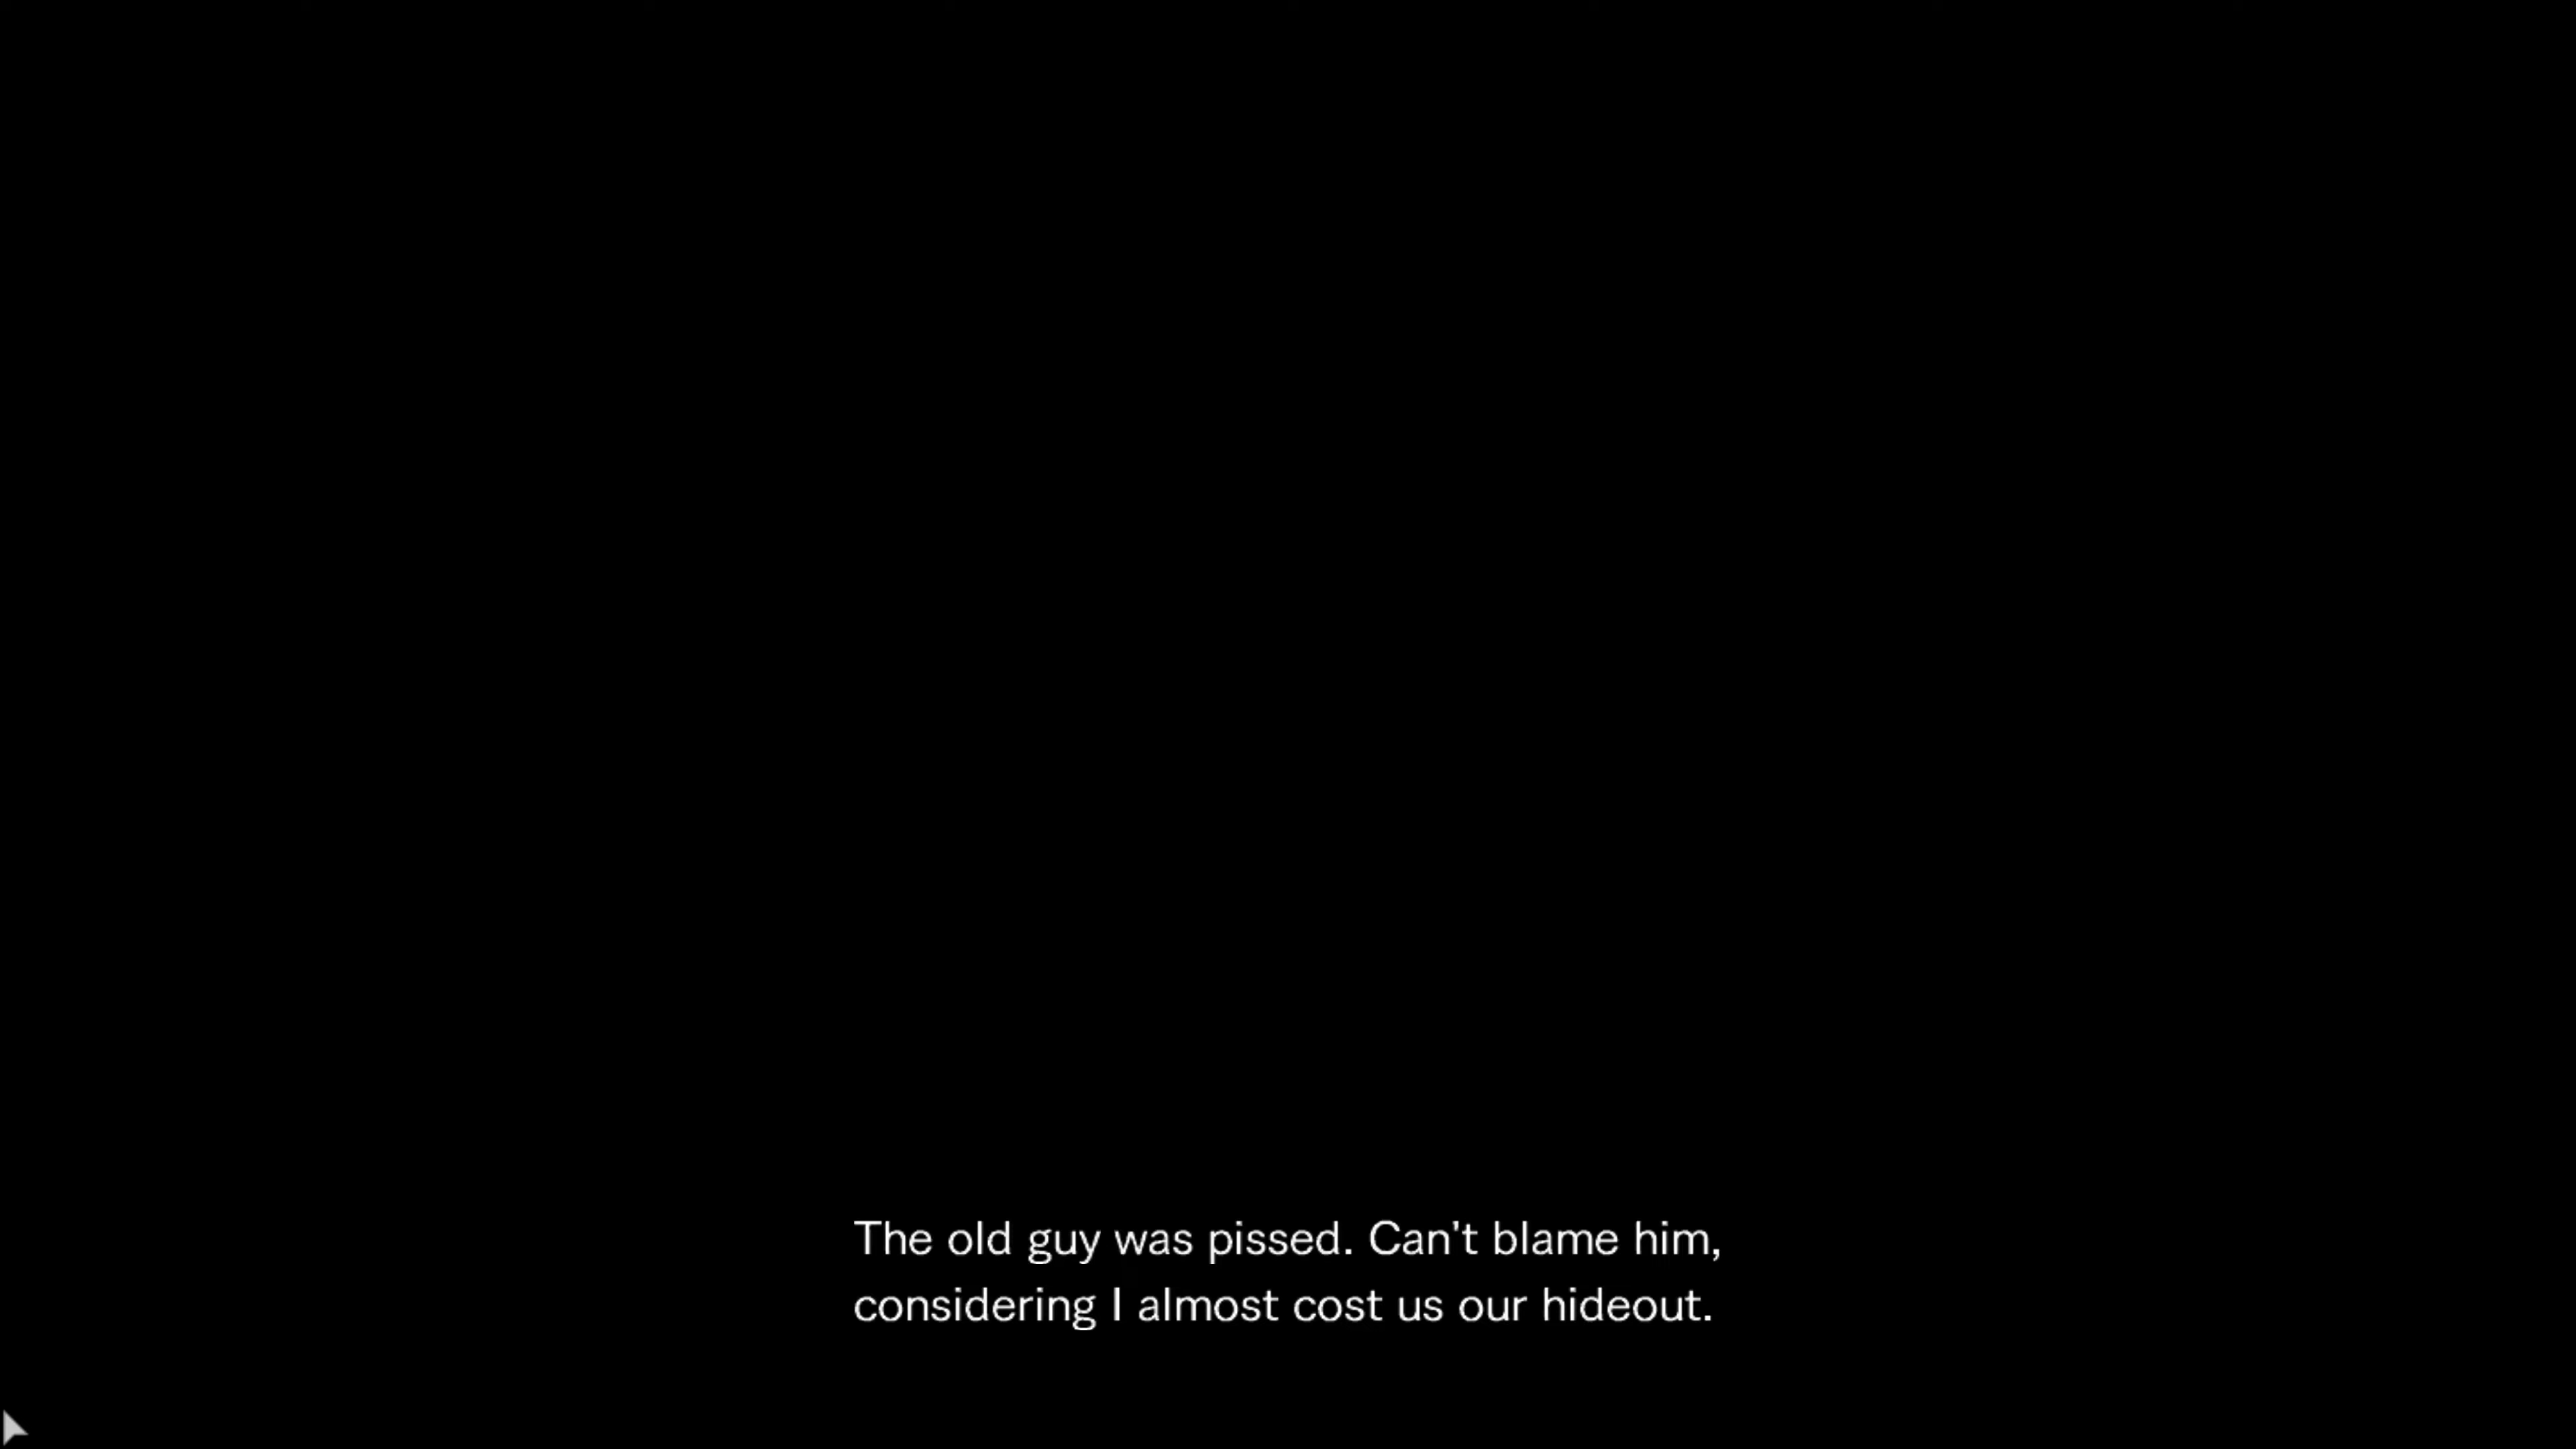 The old guy was pissed. Can't blame him,
considering I almost cost us our hideout.